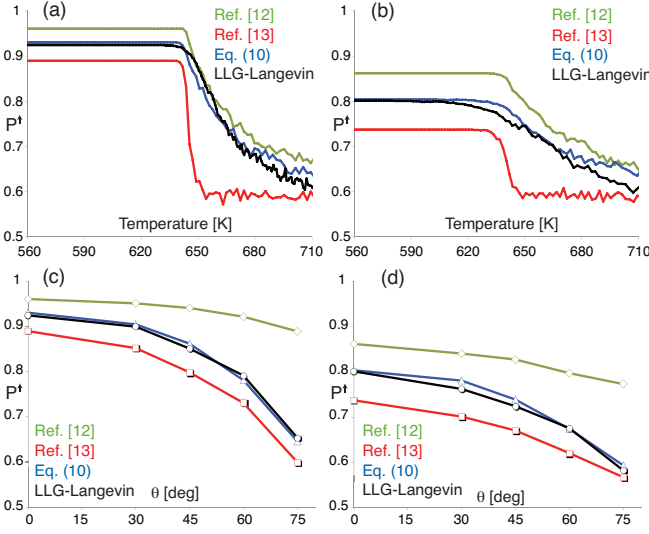 (a)
Ref. [12]
Ref. [13]
Eq. (10)
LLG-Langevin
1
0.9
0.8
Pᵗ
0.7
0.6
0.5
Temperature [K]
560 590 620 650 680 710
(b)
Ref. [12]
Ref. [13]
Eq. (10)
LLG-Langevin
1
0.9
0.8
Pᵗ
0.7
0.6
0.5
Temperature [K]
560 590 620 650 680 710
(c)
1
0.9
0.8
Pᵗ
0.7
0.6
0.5
Ref. [12]
Ref. [13]
Eq. (10)
LLG-Langevin
θ [deg]
0 15 30 45 60 75
(d)
1
0.9
0.8
Pᵗ
0.7
0.6
0.5
Ref. [12]
Ref. [13]
Eq. (10)
LLG-Langevin
θ [deg]
0 15 30 45 60 75